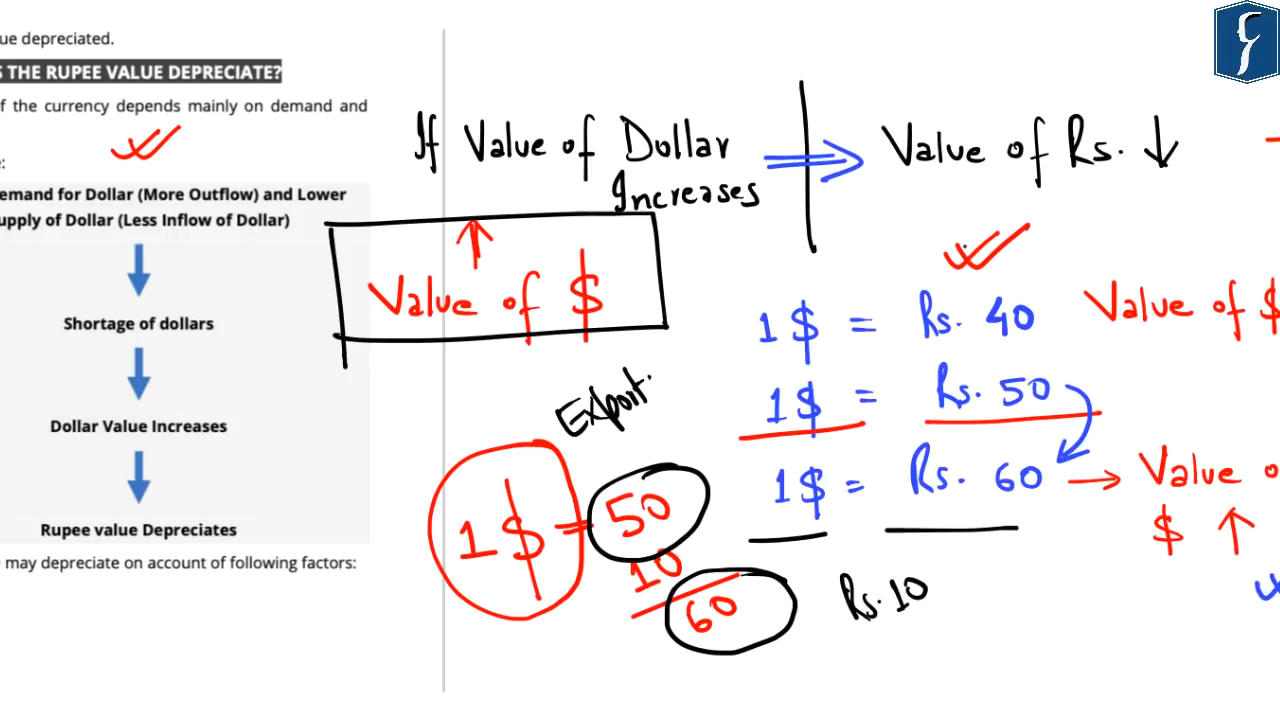 ue depreciated.
S THE RUPEE VALUE DEPRECIATE?
f the currency depends mainly on demand and
e:
emand for Dollar (More Outflow) and Lower
upply of Dollar (Less Inflow of Dollar)
Shortage of dollars
Dollar Value Increases
Rupee value Depreciates
may depreciate on account of following factors:
If Value of Dollar Increases ⇒ Value of Rs. ↓
↑
Value of $
1$ = Rs. 40
Value of $
1$ = Rs. 50
1$ = Rs. 60 → Value o
$ ↑
Export.
1$ = 50
10
60
Rs. 10